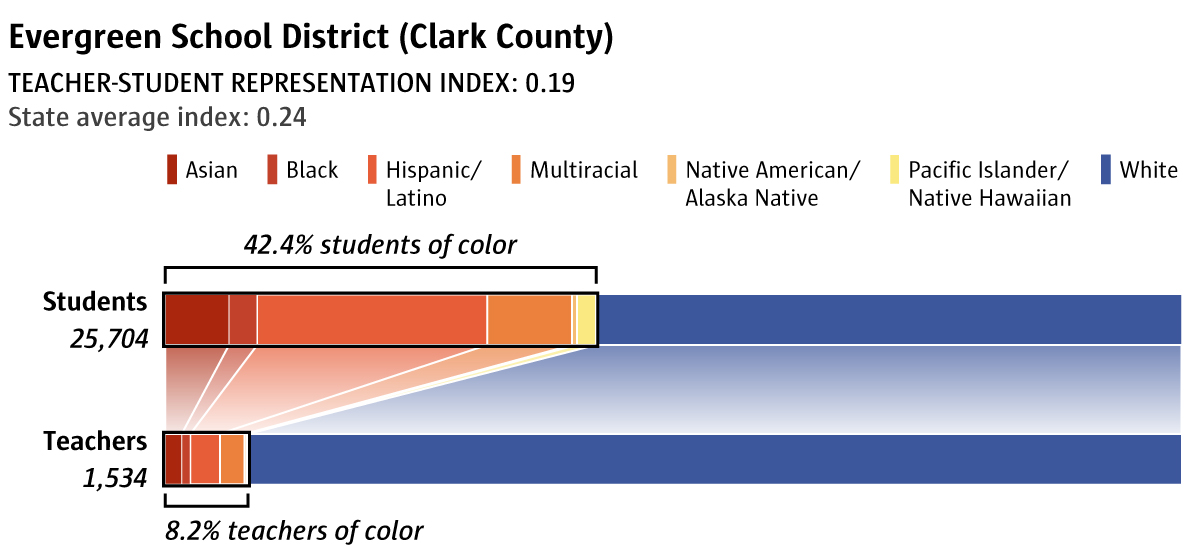 Evergreen School District (Clark County)
TEACHER-STUDENT REPRESENTATION INDEX: 0.19
State average index: 0.24
Asian
Black
Hispanic/
Latino
Multiracial
Native American/
Alaska Native
Pacific Islander/
Native Hawaiian
White
42.4% students of color
Students
25,704
Teachers
1,534
8.2% teachers of color